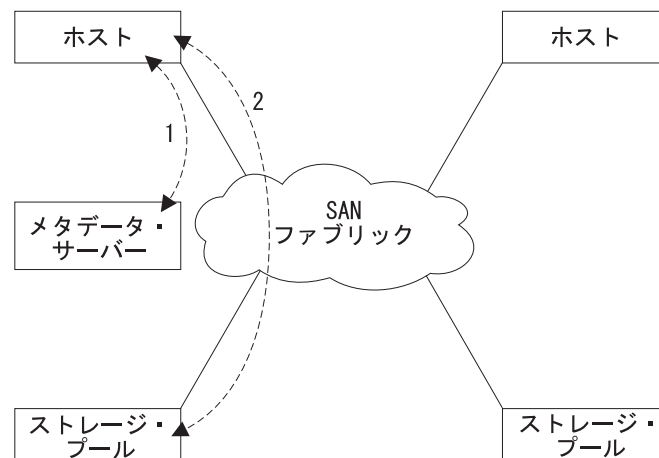 ホスト
ホスト
2
1
SAN
ファブリック
メタデータ・
サーバー
ストレージ・
プール
ストレージ・
プール